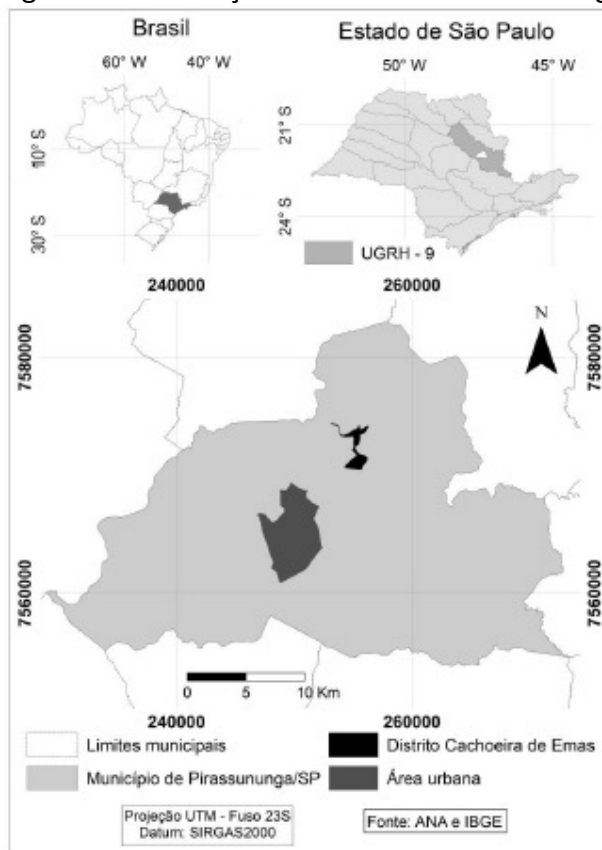 Brasil
Estado de São Paulo
60° W 40° W
50° W 45° W
10° S
30° S
21° S
24° S
UGRH - 9
240000 260000
7580000 7580000
N
7560000 7560000
0 5 10 Km
240000 260000
Limites municipais
Distrito Cachoeira de Emas
Município de Pirassununga/SP
Área urbana
Projeção UTM - Fuso 23S
Datum: SIRGAS2000
Fonte: ANA e IBGE